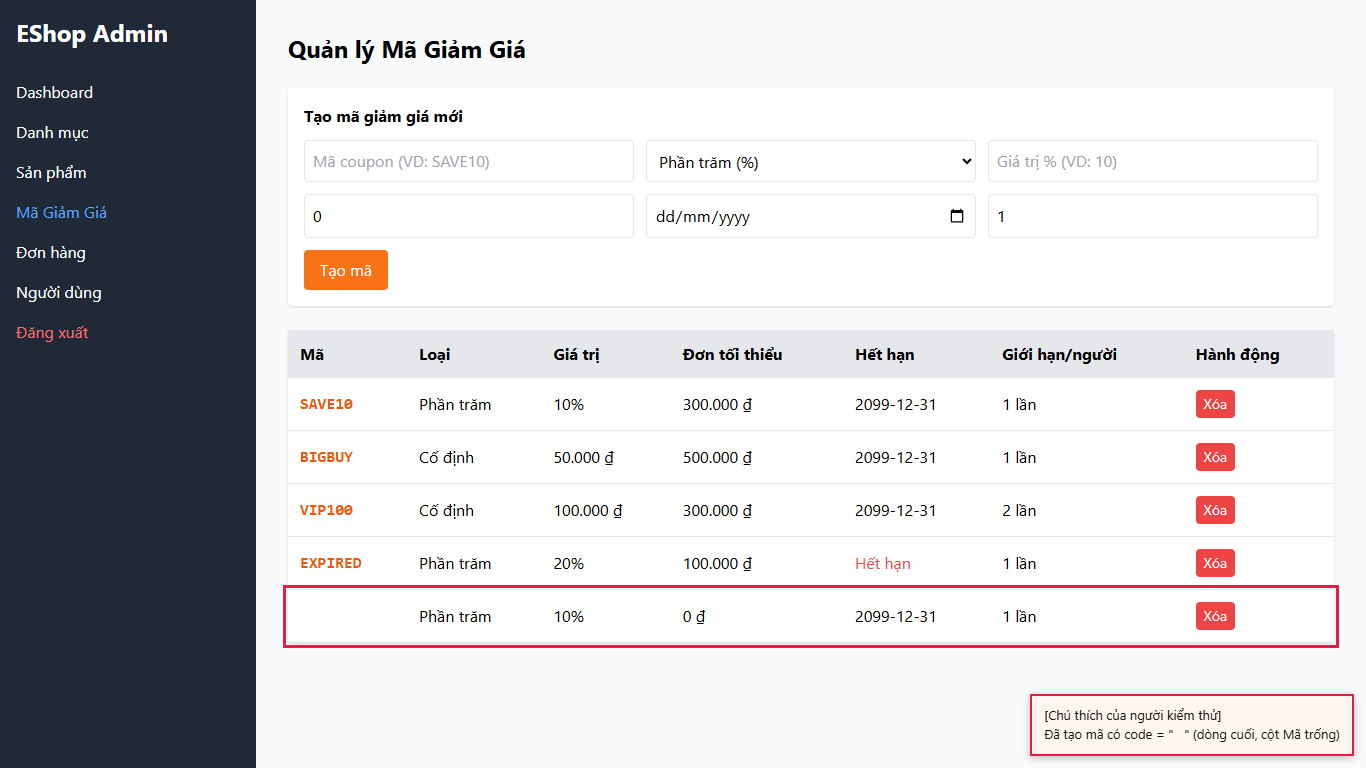 EShop Admin
Dashboard
Danh mục
Sản phẩm
Mã Giảm Giá
Đơn hàng
Người dùng
Đăng xuất
Quản lý Mã Giảm Giá
Tạo mã giảm giá mới
Mã coupon (VD: SAVE10) Phần trăm (%) Giá trị % (VD: 10)
0 dd/mm/yyyy 1
Tạo mã
Mã Loại Giá trị Đơn tối thiểu Hết hạn Giới hạn/người Hành động
SAVE10 Phần trăm 10% 300.000 ₫ 2099-12-31 1 lần Xóa
BIGBUY Cố định 50.000 ₫ 500.000 ₫ 2099-12-31 1 lần Xóa
VIP100 Cố định 100.000 ₫ 300.000 ₫ 2099-12-31 2 lần Xóa
EXPIRED Phần trăm 20% 100.000 ₫ Hết hạn 1 lần Xóa
Phần trăm 10% 0 ₫ 2099-12-31 1 lần Xóa
[Chú thích của người kiểm thử]
Đã tạo mã có code = "   " (dòng cuối, cột Mã trống)